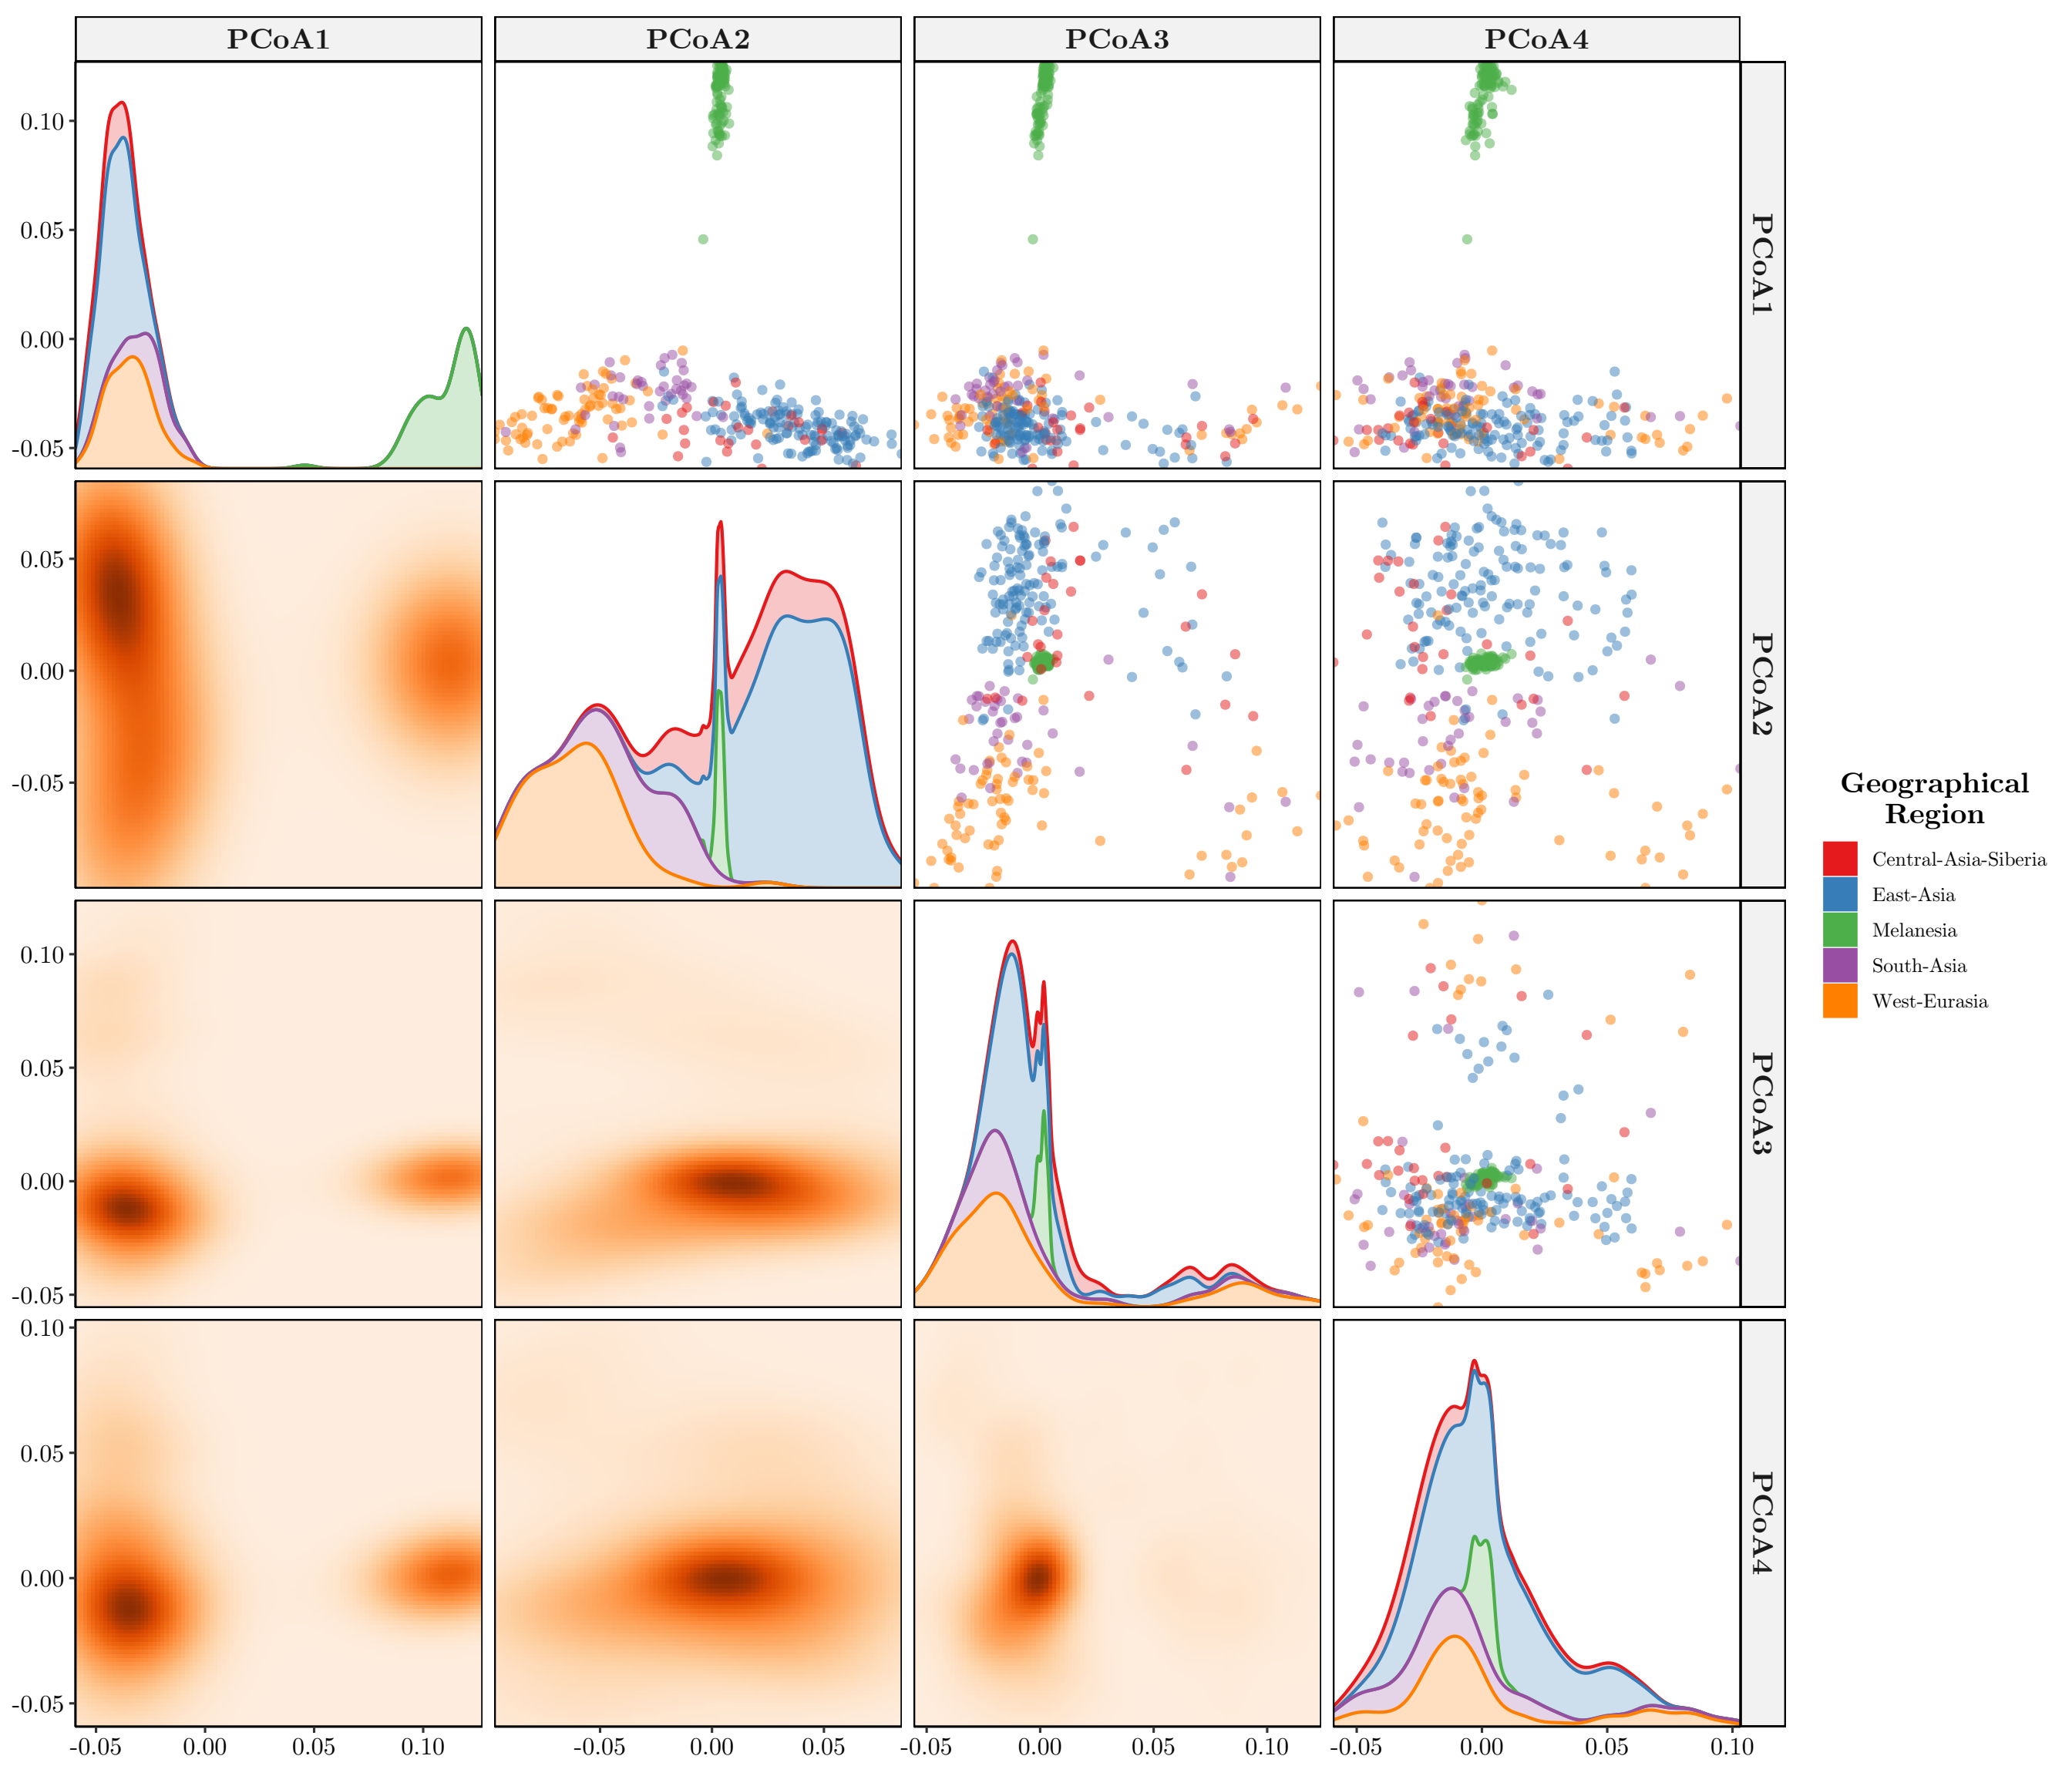 PCoA1 PCoA2 PCoA3 PCoA4
0.10
0.05
0.00
-0.05
PCoA1
0.05
0.00
-0.05
PCoA2
0.10
0.05
0.00
-0.05
PCoA3
0.10
0.05
0.00
-0.05
PCoA4
-0.05 0.00 0.05 0.10 -0.05 0.00 0.05 -0.05 0.00 0.05 0.10 -0.05 0.00 0.05 0.10
Geographical
Region
Central-Asia-Siberia
East-Asia
Melanesia
South-Asia
West-Eurasia